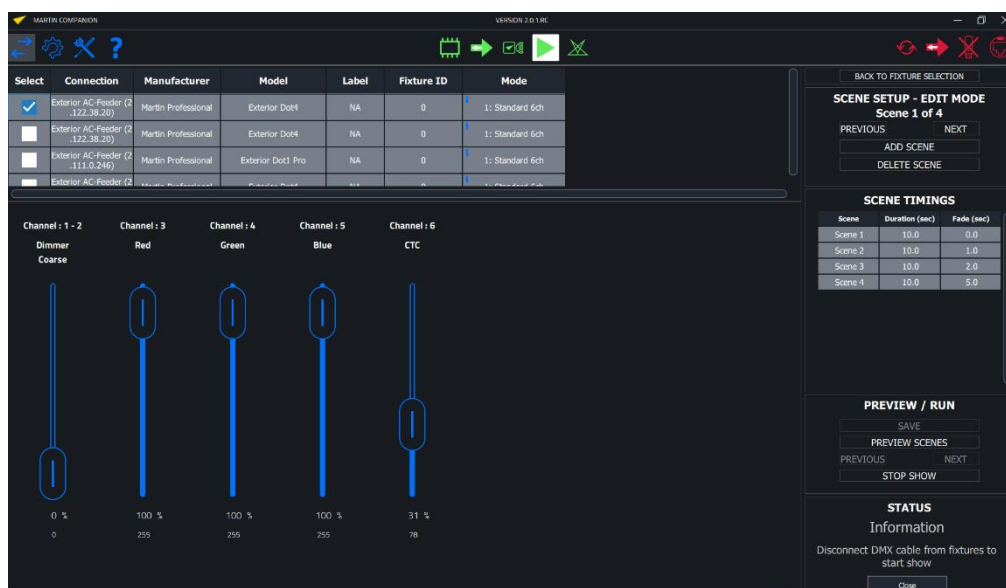 MARTIN COMPANION
VERSION 2.0.1.RC
Select Connection Manufacturer Model Label Fixture ID Mode
Exterior AC-Feeder (2
.122.38.20) Martin Professional Exterior Dot4 NA 0 1: Standard 6ch
Exterior AC-Feeder (2
.122.38.20) Martin Professional Exterior Dot4 NA 0 1: Standard 6ch
Exterior AC-Feeder (2
.111.0.246) Martin Professional Exterior Dot1 Pro NA 0 1: Standard 6ch
Exterior AC-Feeder (2
Channel : 1 - 2 Channel : 3 Channel : 4 Channel : 5 Channel : 6
Dimmer Red Green Blue CTC
Coarse
0 % 100 % 100 % 100 % 31 %
0 255 255 255 78
BACK TO FIXTURE SELECTION
SCENE SETUP - EDIT MODE
Scene 1 of 4
PREVIOUS NEXT
ADD SCENE
DELETE SCENE
SCENE TIMINGS
Scene Duration (sec) Fade (sec)
Scene 1 10.0 0.0
Scene 2 10.0 1.0
Scene 3 10.0 2.0
Scene 4 10.0 5.0
PREVIEW / RUN
SAVE
PREVIEW SCENES
PREVIOUS NEXT
STOP SHOW
STATUS
Information
Disconnect DMX cable from fixtures to
start show
Close